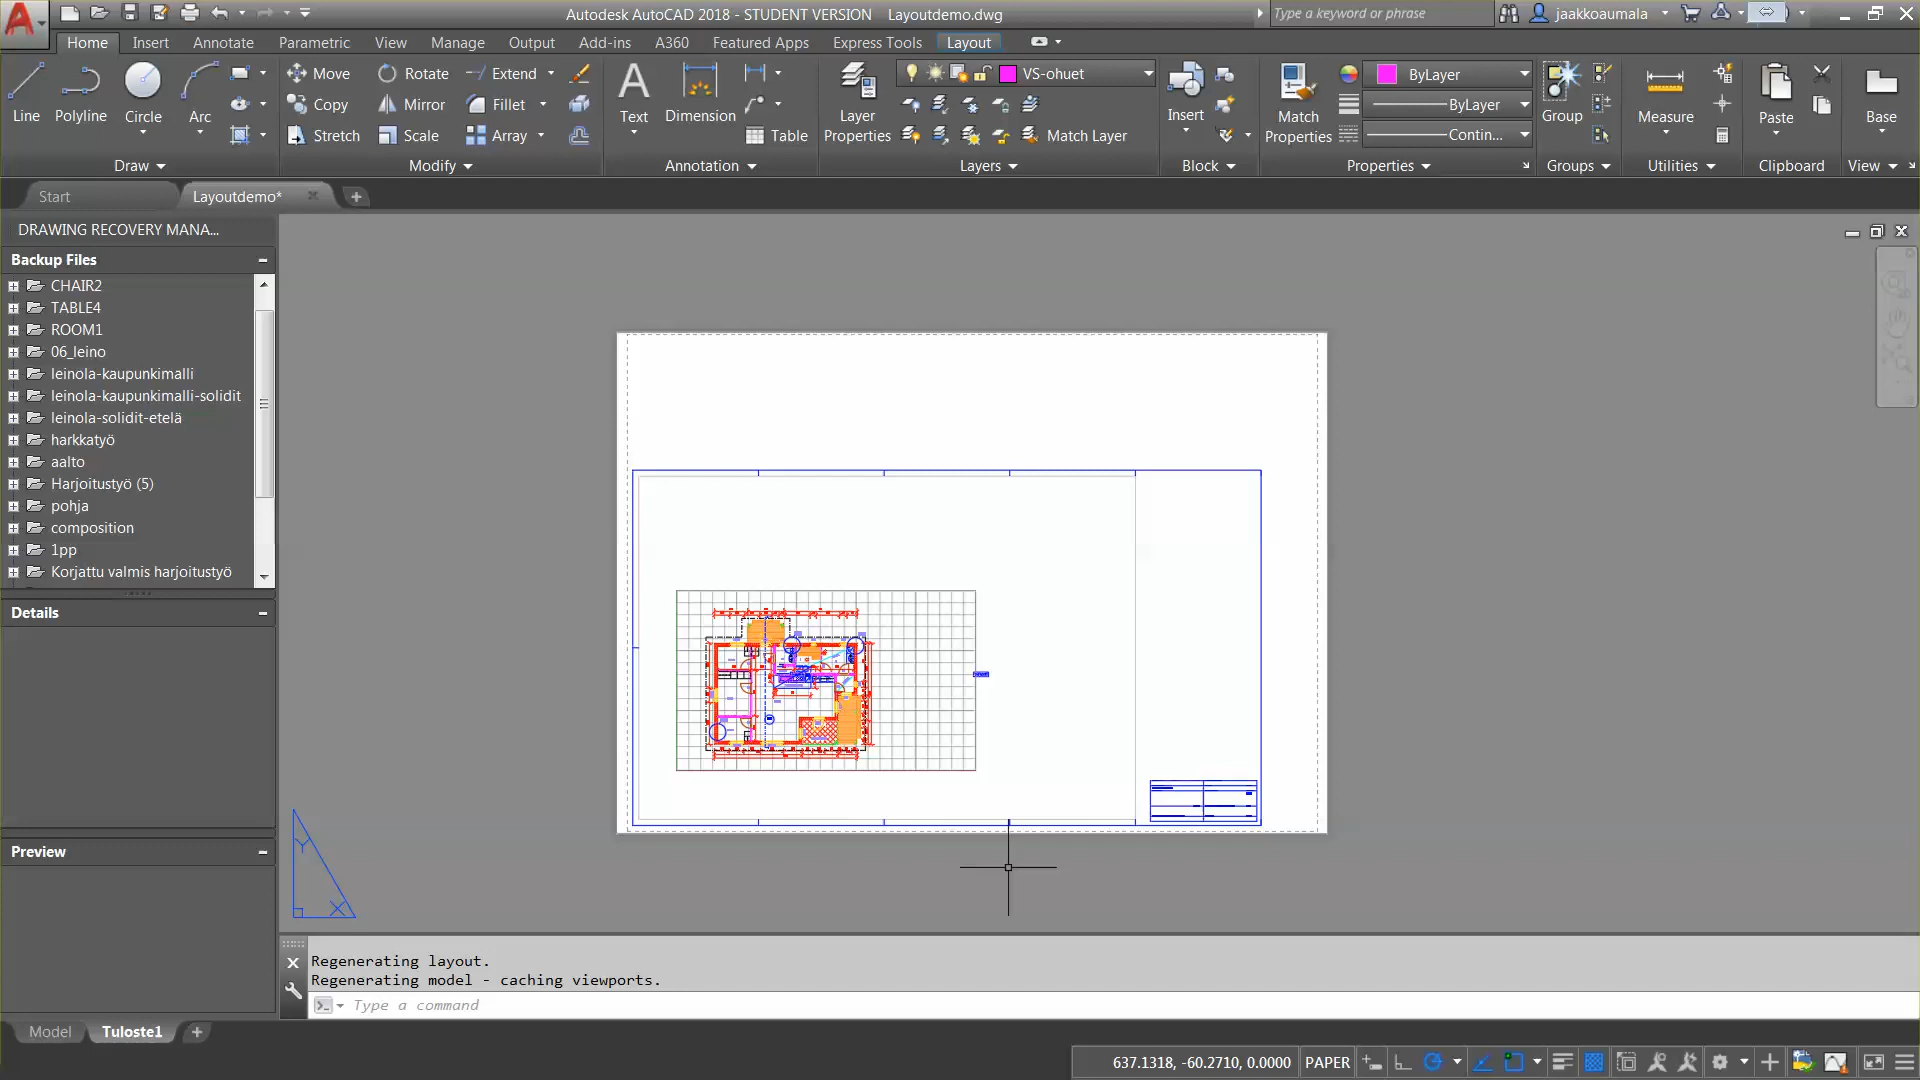 Autodesk AutoCAD 2018 - STUDENT VERSION Layoutdemo.dwg
Type a keyword or phrase
jaakkoaumala
Home Insert Annotate Parametric View Manage Output Add-ins A360 Featured Apps Express Tools Layout
Line
Polyline
Circle
Arc
Draw
Move Rotate Extend
Copy Mirror Fillet
Stretch Scale Array
Modify
Text
Dimension
Table
Annotation
Layer
Properties
VS-ohuet
Match Layer
Layers
Insert
Block
Match
Properties
ByLayer
ByLayer
Contin...
Properties
Group
Groups
Measure
Utilities
Paste
Clipboard
Base
View
Start
Layoutdemo*
DRAWING RECOVERY MANA...
Backup Files
CHAIR2
TABLE4
ROOM1
06_leino
leinola-kaupunkimalli
leinola-kaupunkimalli-solidit
leinola-solidit-etelä
harkkatyö
aalto
Harjoitustyö (5)
pohja
composition
1pp
Korjattu valmis harjoitustyö
Details
Preview
Y
X
Regenerating layout.
Regenerating model - caching viewports.
Type a command
Model
Tuloste1
637.1318, -60.2710, 0.0000
PAPER